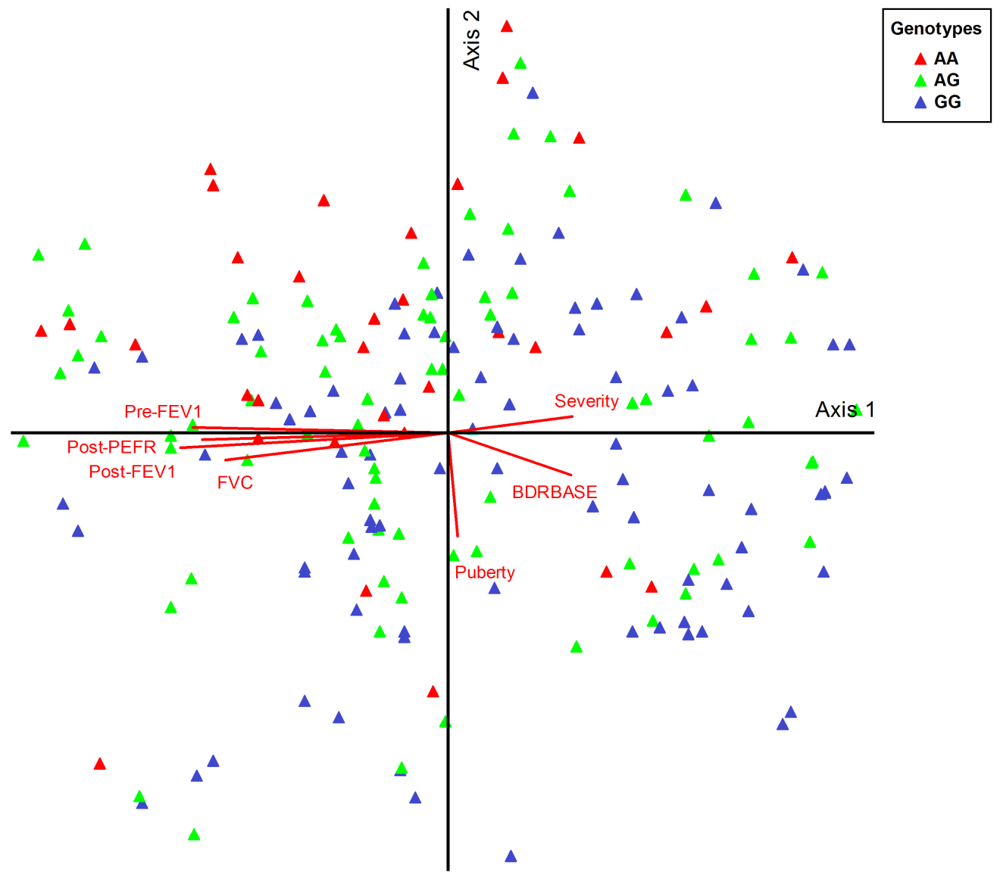 Axis 2
Genotypes
AA
AG
GG
Severity
Axis 1
Pre-FEV1
Post-PEFR
Post-FEV1
FVC
BDRBASE
Puberty